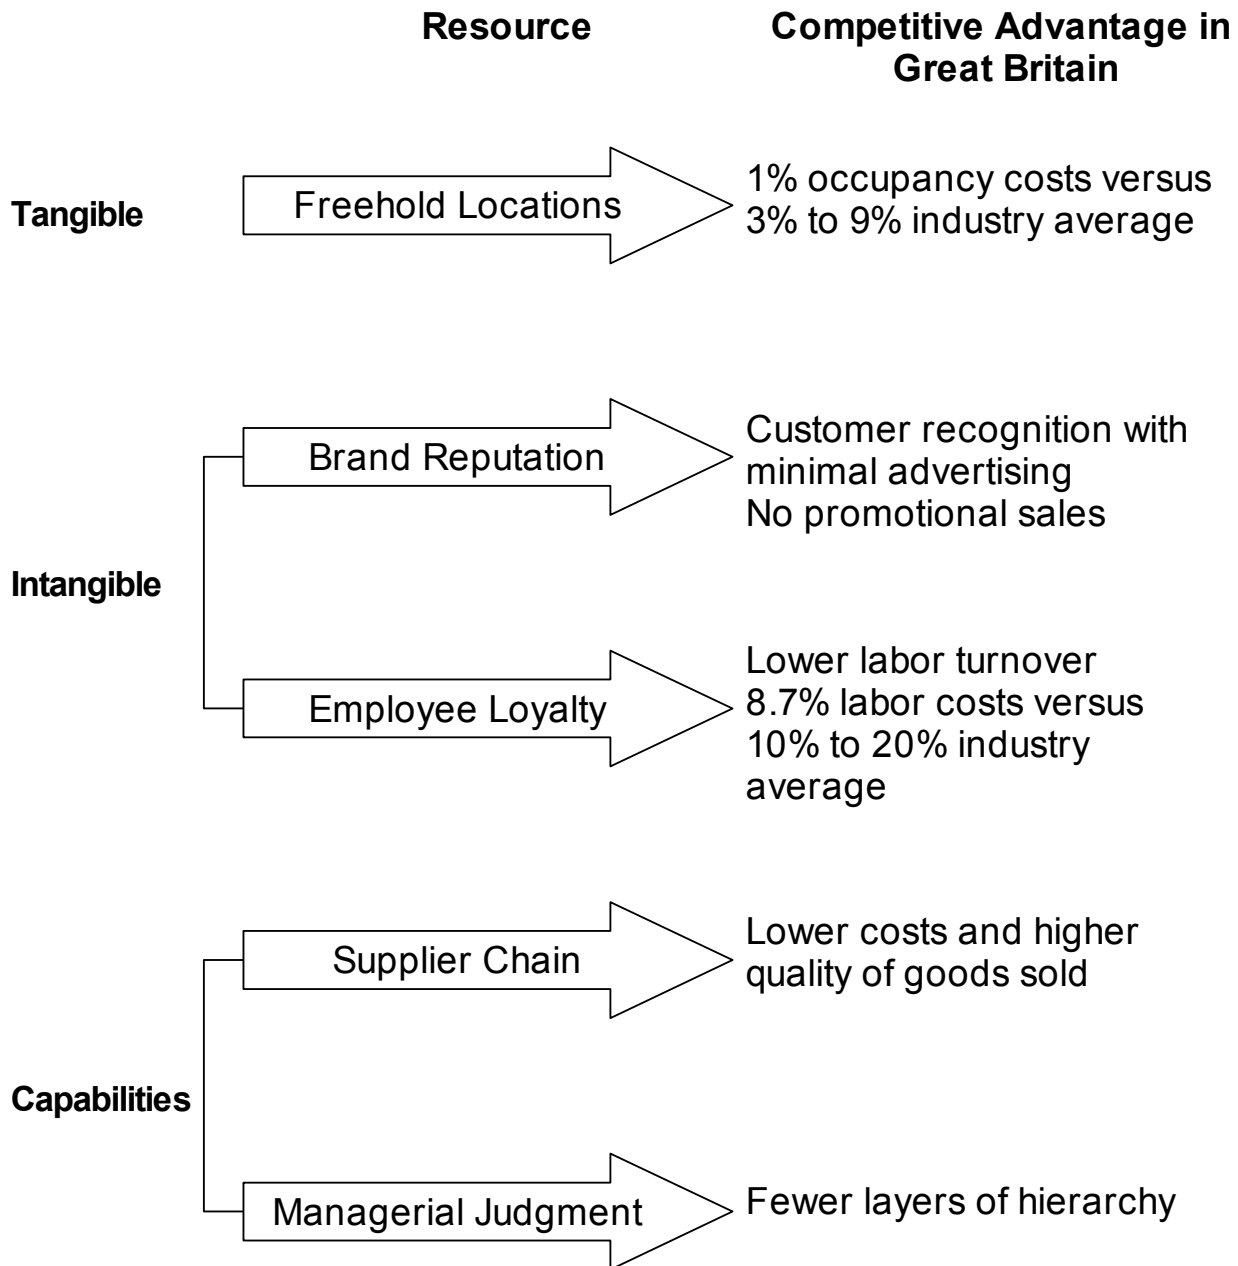 Resource
Competitive Advantage in
Great Britain
Tangible
Freehold Locations
1% occupancy costs versus
3% to 9% industry average
Intangible
Brand Reputation
Customer recognition with
minimal advertising
No promotional sales
Employee Loyalty
Lower labor turnover
8.7% labor costs versus
10% to 20% industry
average
Capabilities
Supplier Chain
Lower costs and higher
quality of goods sold
Managerial Judgment
Fewer layers of hierarchy